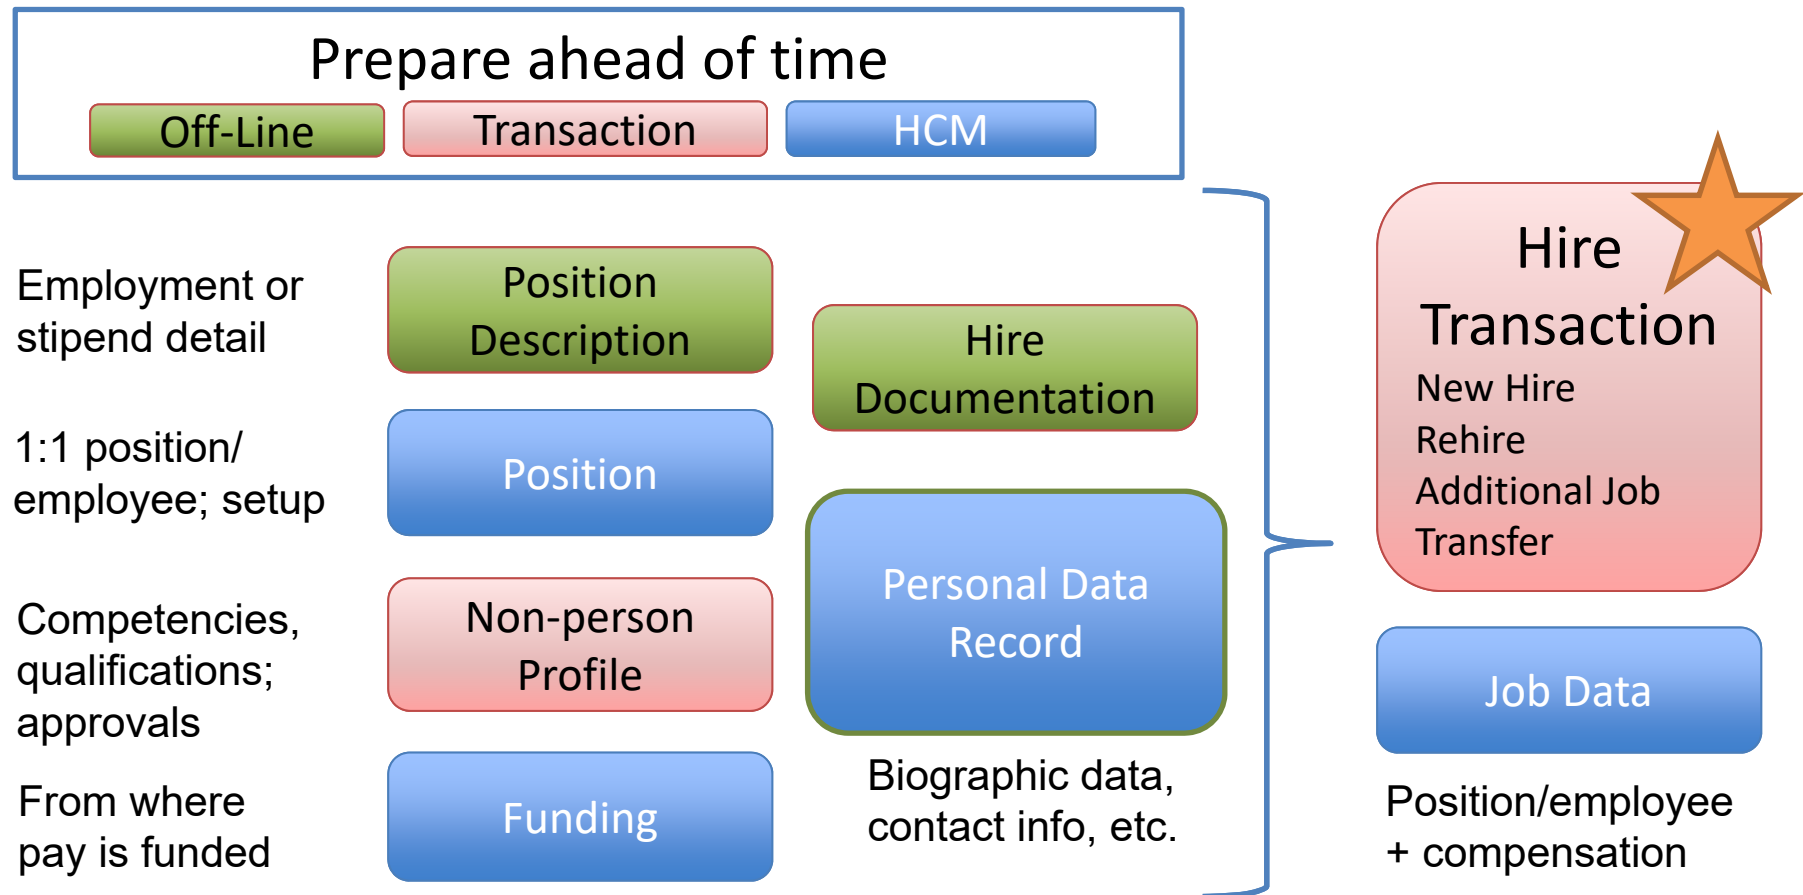 Prepare ahead of time
Off-Line
Transaction
HCM
Employment or
stipend detail
Position
Description
1:1 position/
employee; setup
Position
Competencies,
qualifications;
approvals
Non-person
Profile
From where
pay is funded
Funding
Hire
Documentation
Personal Data
Record
Biographic data,
contact info, etc.
Hire
Transaction
New Hire
Rehire
Additional Job
Transfer
Job Data
Position/employee
+ compensation